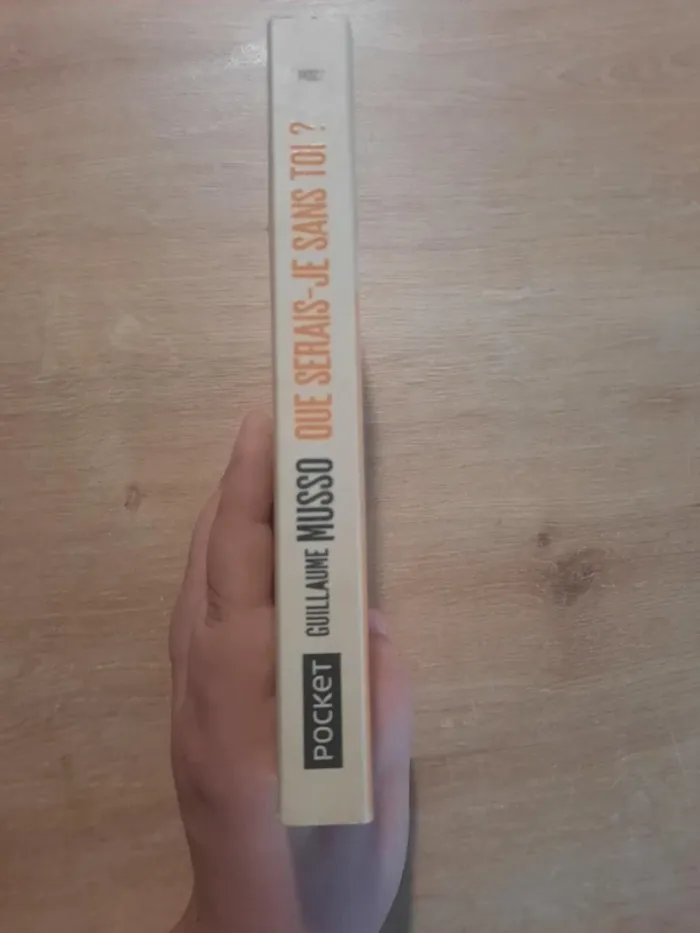 POCKET
GUILLAUME MUSSO QUE SERAIS-JE SANS TOI ?